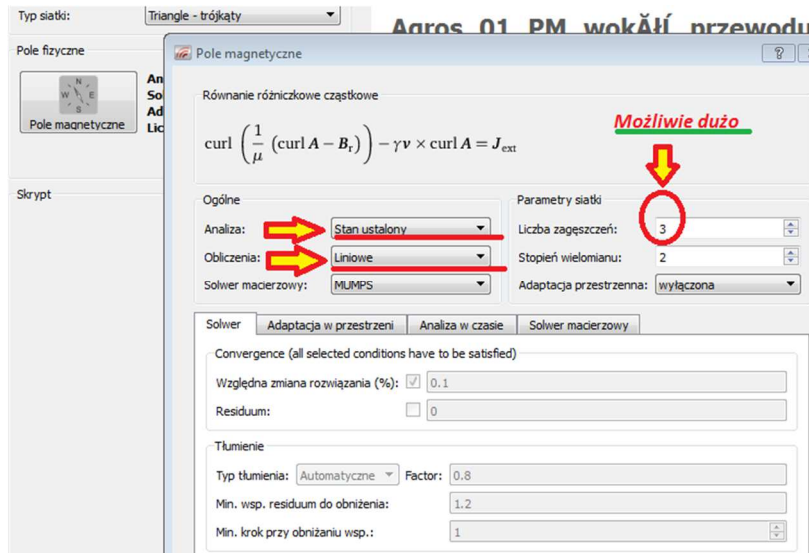 Typ siatki: Triangle - trójkąty
Agros_01_PM_wokĂłł_przewodu
Pole fizyczne
N
W E
S
Pole magnetyczne
An
Sol
Ad
Lic
Skrypt
Pole magnetyczne
?
Równanie różniczkowe cząstkowe
curl ( 1/μ (curl A − Bᵣ) ) − γv × curl A = J_ext
Możliwie dużo
Ogólne
Analiza: Stan ustalony
Obliczenia: Liniowe
Solwer macierzowy: MUMPS
Parametry siatki
Liczba zagęszczeń: 3
Stopień wielomianu: 2
Adaptacja przestrzenna: wyłączona
Solwer Adaptacja w przestrzeni Analiza w czasie Solwer macierzowy
Convergence (all selected conditions have to be satisfied)
Względna zmiana rozwiązania (%): 0.1
Residuum: 0
Tłumienie
Typ tłumienia: Automatyczne Factor: 0.8
Min. wsp. residuum do obniżenia: 1.2
Min. krok przy obniżaniu wsp.: 1